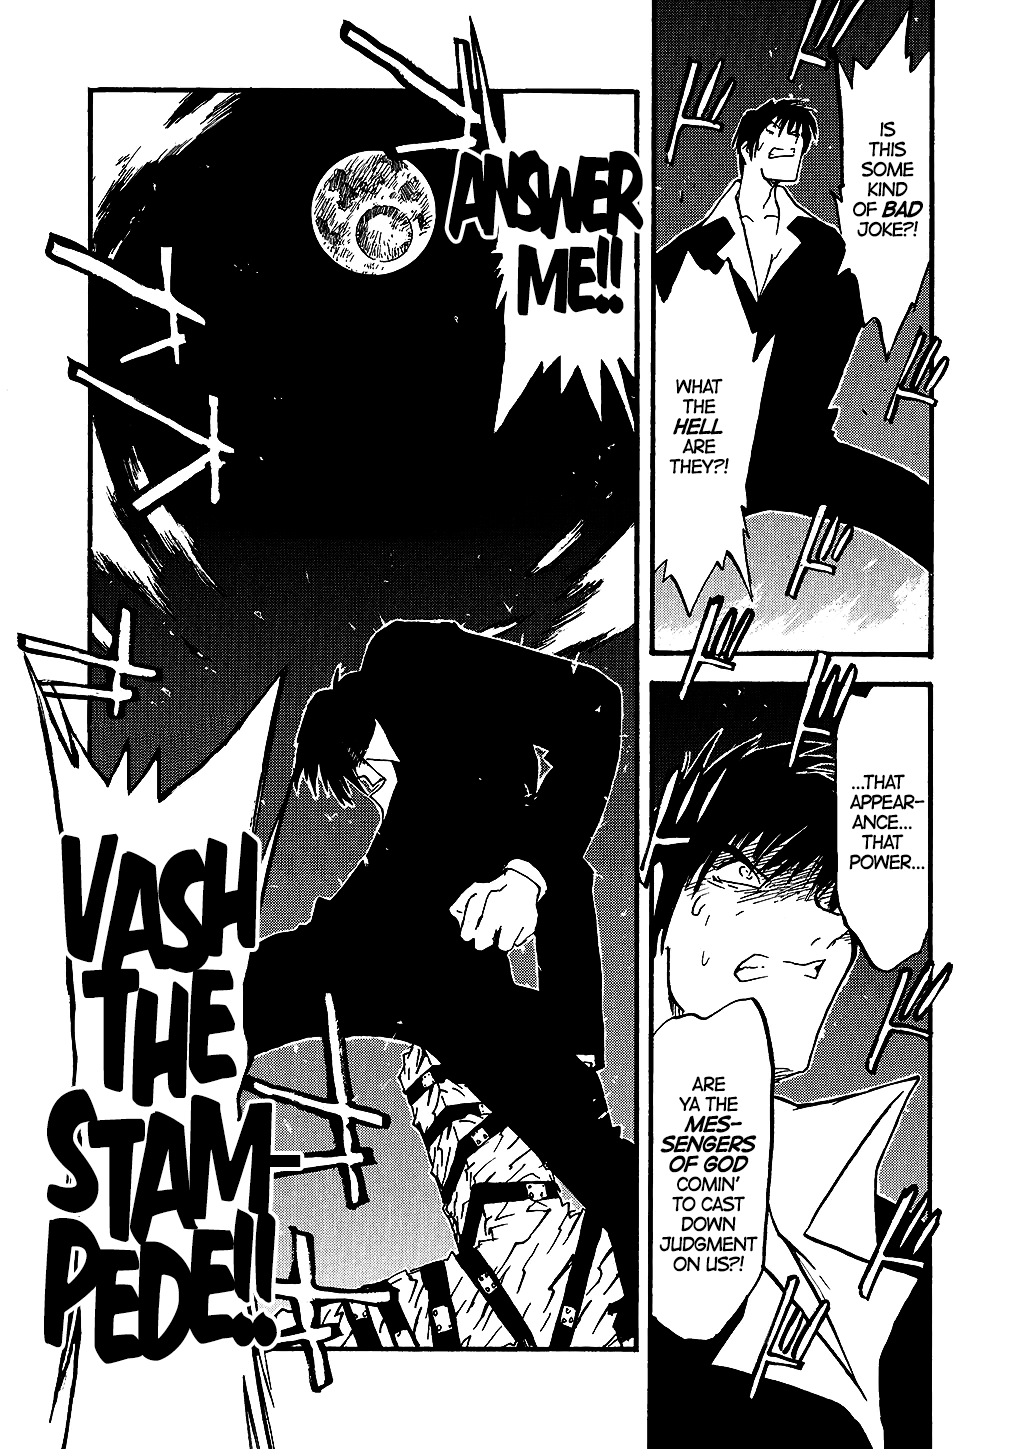 IS
THIS
SOME
KIND
OF BAD
JOKE?!
WHAT
THE
HELL
ARE
THEY?!
...THAT
APPEAR-
ANCE...
THAT
POWER...
ARE
YA THE
MES-
SENGERS
OF GOD
COMIN'
TO CAST
DOWN
JUDGMENT
ON US?!
ANSWER
ME!!
VASH
THE
STAM-
PEDE!!